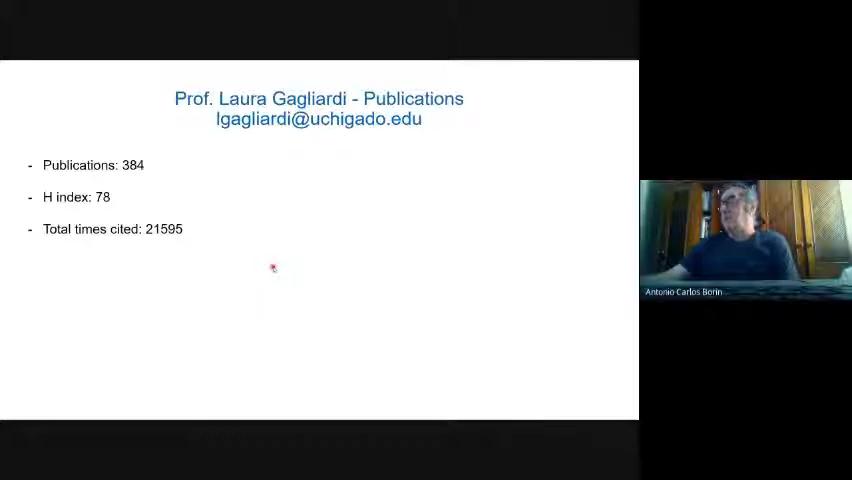 Prof. Laura Gagliardi - Publications
lgagliardi@uchigado.edu
- Publications: 384
- H index: 78
- Total times cited: 21595
Antonio Carlos Borin